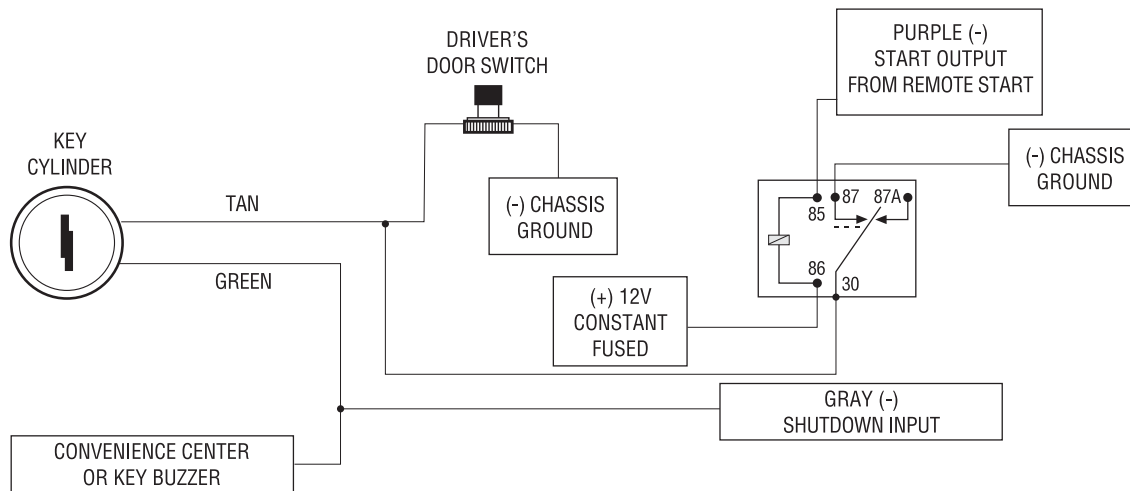 PURPLE (-)
START OUTPUT
FROM REMOTE START
DRIVER'S
DOOR SWITCH
KEY
CYLINDER
(-) CHASSIS
GROUND
TAN
(-) CHASSIS
GROUND
87
87A
85
86
30
GREEN
(+) 12V
CONSTANT
FUSED
GRAY (-)
SHUTDOWN INPUT
CONVENIENCE CENTER
OR KEY BUZZER